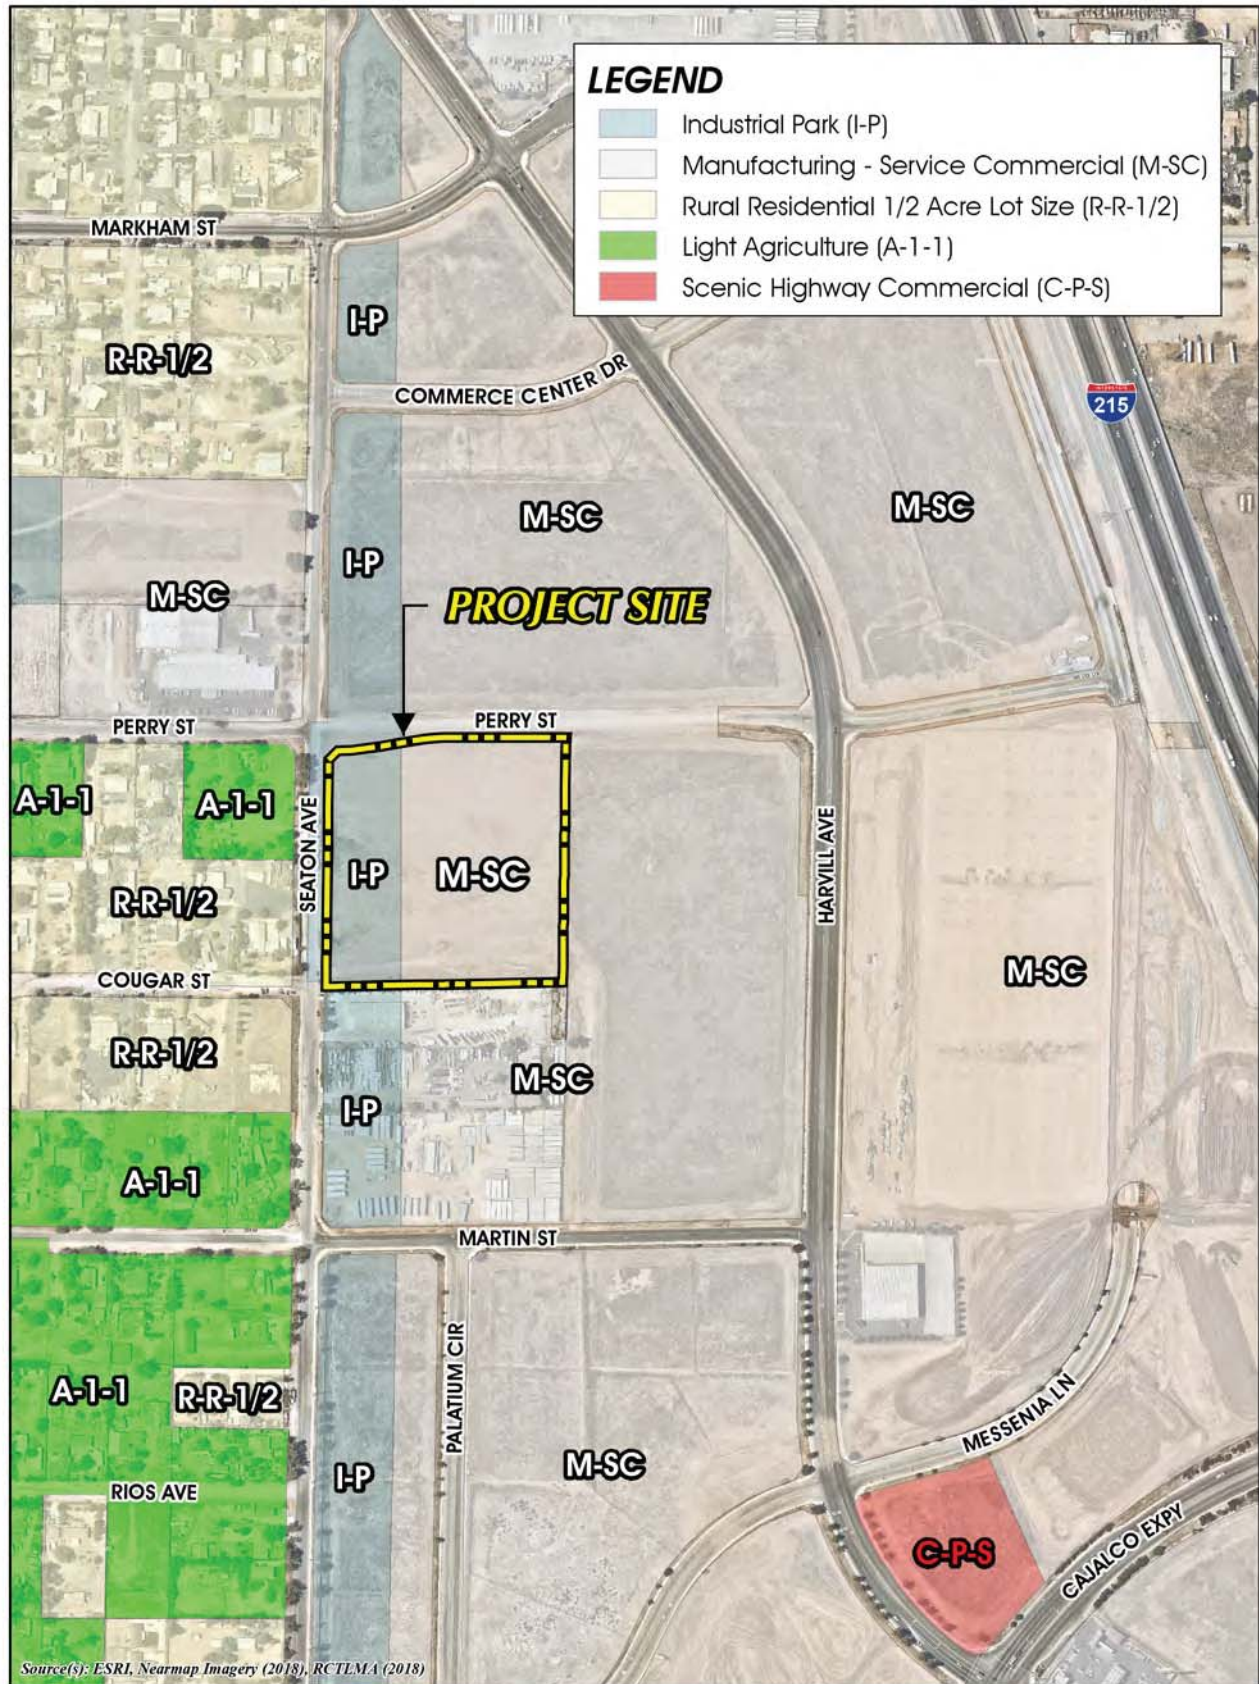 LEGEND
Industrial Park (I-P)
Manufacturing - Service Commercial (M-SC)
Rural Residential 1/2 Acre Lot Size (R-R-1/2)
Light Agriculture (A-1-1)
Scenic Highway Commercial (C-P-S)
MARKHAM ST
I-P
R-R-1/2
COMMERCE CENTER DR
INTERSTATE
215
M-SC
M-SC
I-P
M-SC
PROJECT SITE
PERRY ST
PERRY ST
A-1-1
A-1-1
SEATON AVE
I-P
M-SC
HARVILL AVE
R-R-1/2
COUGAR ST
M-SC
R-R-1/2
M-SC
I-P
A-1-1
MARTIN ST
PALATIUM CIR
A-1-1
R-R-1/2
MESSENIA LN
M-SC
I-P
RIOS AVE
C-P-S
CAJALCO EXPY
Source(s): ESRI, Nearmap Imagery (2018), RCTLMA (2018)